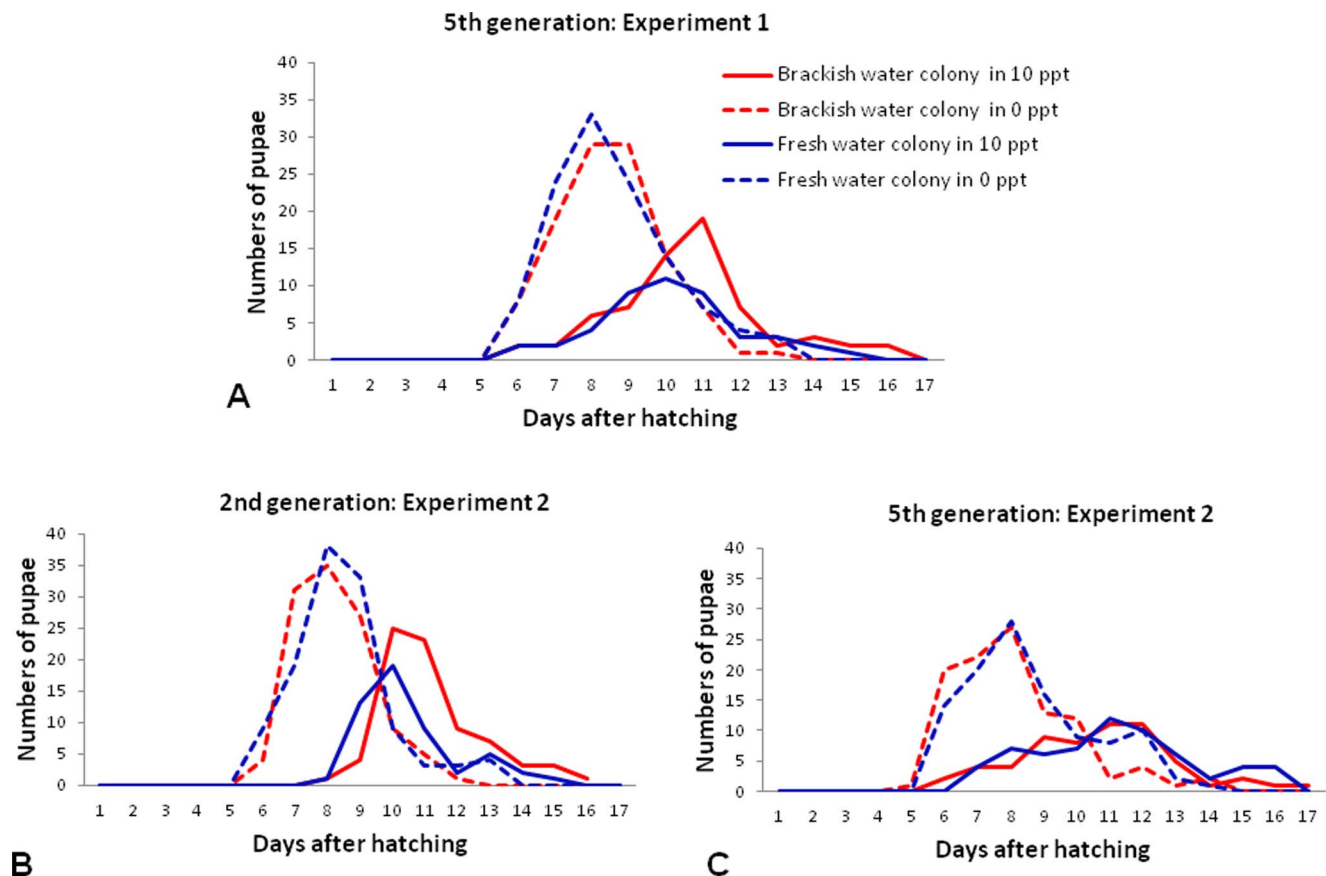 5th generation: Experiment 1
40
35
30
25
20
15
10
5
0
Numbers of pupae
Brackish water colony in 10 ppt
Brackish water colony in 0 ppt
Fresh water colony in 10 ppt
Fresh water colony in 0 ppt
1 2 3 4 5 6 7 8 9 10 11 12 13 14 15 16 17
Days after hatching
A
2nd generation: Experiment 2
40
35
30
25
20
15
10
5
0
Numbers of pupae
1 2 3 4 5 6 7 8 9 10 11 12 13 14 15 16 17
Days after hatching
B
5th generation: Experiment 2
40
35
30
25
20
15
10
5
0
Numbers of pupae
1 2 3 4 5 6 7 8 9 10 11 12 13 14 15 16 17
Days after hatching
C